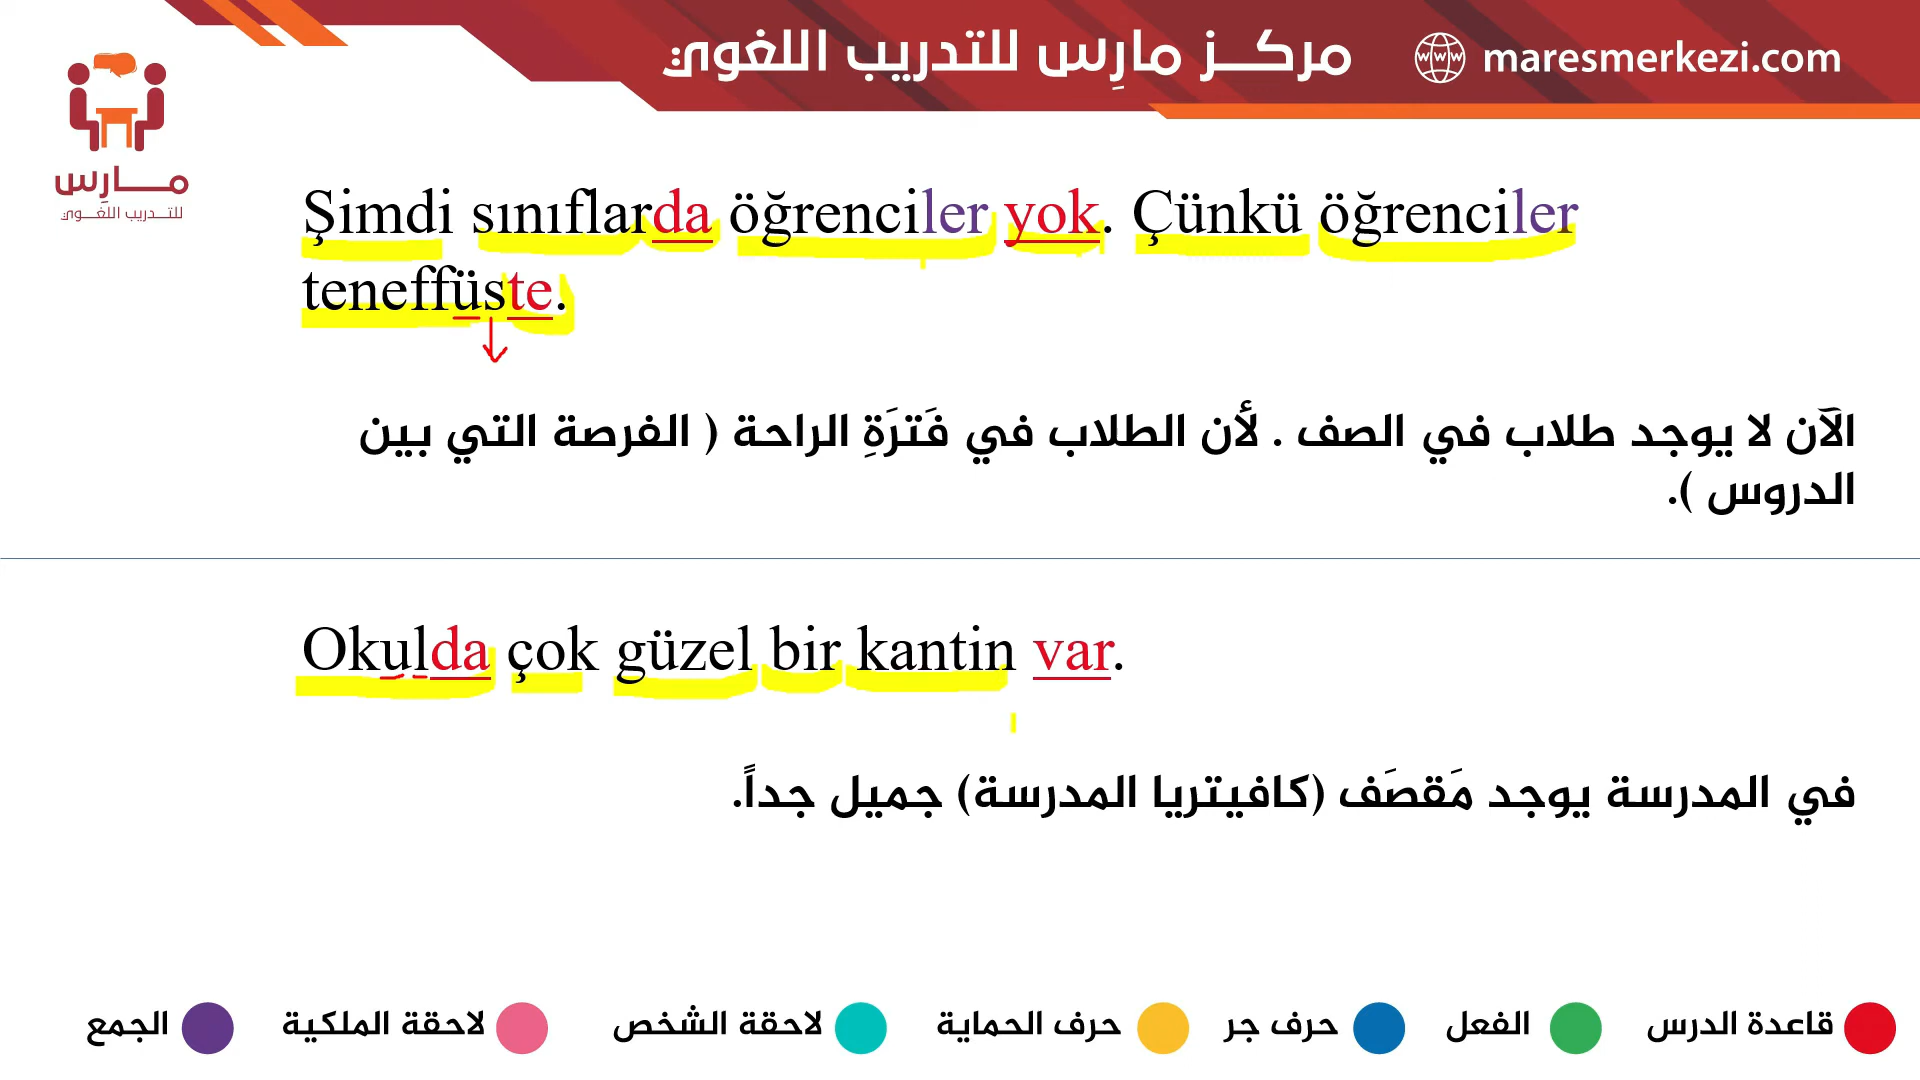 مركـــز مارِس للتدريب اللغوي
maresmerkezi.com
مـــارِس
للتــدريب اللغــوي
Şimdi sınıflarda öğrenciler yok. Çünkü öğrenciler
teneffüste.
الآن لا يوجد طلاب في الصف . لأن الطلاب في فَترَةِ الراحة ( الفرصة التي بين
الدروس ).
Okulda çok güzel bir kantin var.
في المدرسة يوجد مَقصَف (كافيتريا المدرسة) جميل جداً.
قاعدة الدرس
الفعل
حرف جر
حرف الحماية
لاحقة الشخص
لاحقة الملكية
الجمع